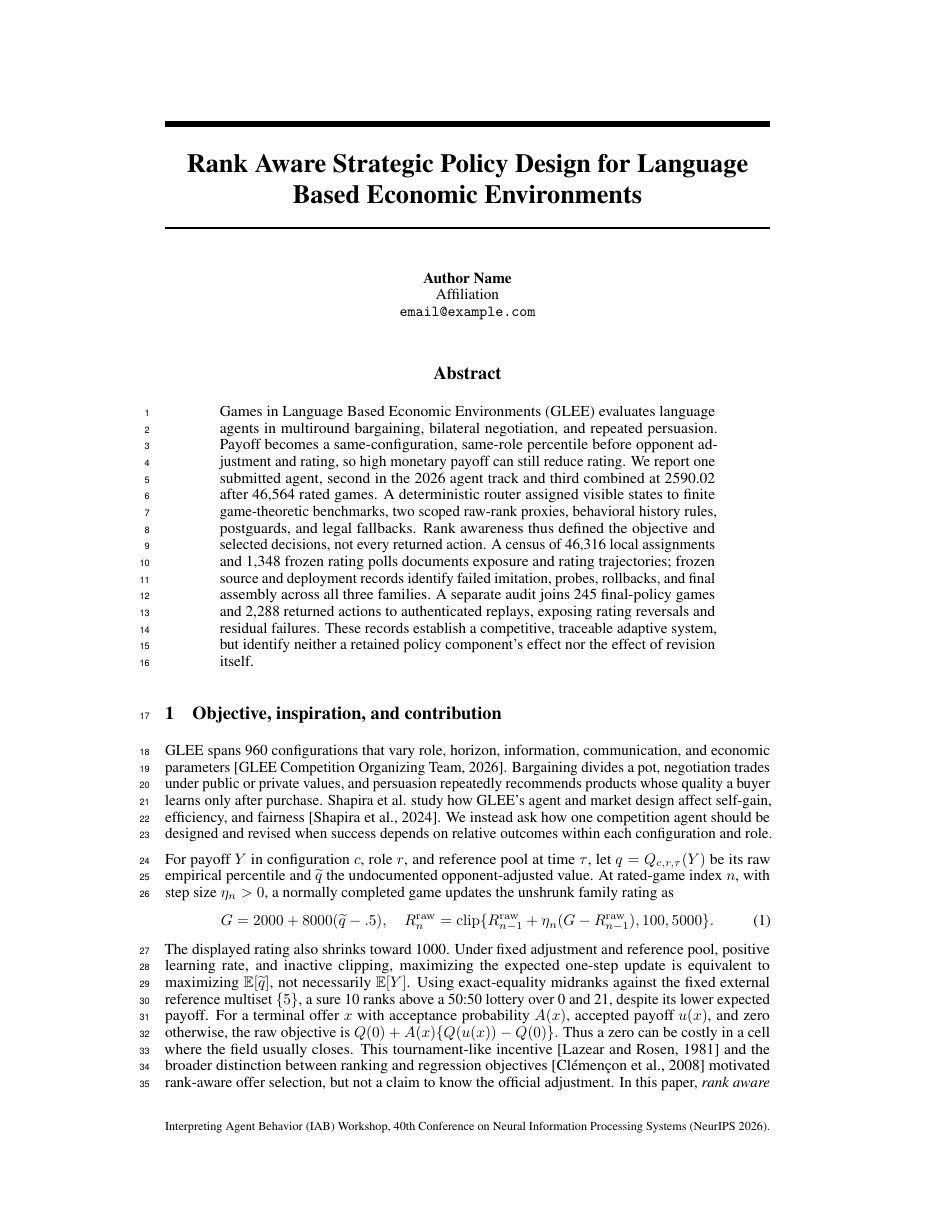 Rank Aware Strategic Policy Design for Language
Based Economic Environments
Author Name
Affiliation
email@example.com
Abstract
1 Games in Language Based Economic Environments (GLEE) evaluates language
2 agents in multiround bargaining, bilateral negotiation, and repeated persuasion.
3 Payoff becomes a same-configuration, same-role percentile before opponent ad-
4 justment and rating, so high monetary payoff can still reduce rating. We report one
5 submitted agent, second in the 2026 agent track and third combined at 2590.02
6 after 46,564 rated games. A deterministic router assigned visible states to finite
7 game-theoretic benchmarks, two scoped raw-rank proxies, behavioral history rules,
8 postguards, and legal fallbacks. Rank awareness thus defined the objective and
9 selected decisions, not every returned action. A census of 46,316 local assignments
10 and 1,348 frozen rating polls documents exposure and rating trajectories; frozen
11 source and deployment records identify failed imitation, probes, rollbacks, and final
12 assembly across all three families. A separate audit joins 245 final-policy games
13 and 2,288 returned actions to authenticated replays, exposing rating reversals and
14 residual failures. These records establish a competitive, traceable adaptive system,
15 but identify neither a retained policy component's effect nor the effect of revision
16 itself.
17 1 Objective, inspiration, and contribution
18 GLEE spans 960 configurations that vary role, horizon, information, communication, and economic
19 parameters [GLEE Competition Organizing Team, 2026]. Bargaining divides a pot, negotiation trades
20 under public or private values, and persuasion repeatedly recommends products whose quality a buyer
21 learns only after purchase. Shapira et al. study how GLEE's agent and market design affect self-gain,
22 efficiency, and fairness [Shapira et al., 2024]. We instead ask how one competition agent should be
23 designed and revised when success depends on relative outcomes within each configuration and role.
24 For payoff Y in configuration c, role r, and reference pool at time τ, let q = Q_{c,r,τ}(Y) be its raw
25 empirical percentile and q̃ the undocumented opponent-adjusted value. At rated-game index n, with
26 step size η_n > 0, a normally completed game updates the unshrunk family rating as
G = 2000 + 8000(q̃ − .5), R_n^{raw} = clip{R_{n−1}^{raw} + η_n(G − R_{n−1}^{raw}), 100, 5000}. (1)
27 The displayed rating also shrinks toward 1000. Under fixed adjustment and reference pool, positive
28 learning rate, and inactive clipping, maximizing the expected one-step update is equivalent to
29 maximizing 𝔼[q̃], not necessarily 𝔼[Y]. Using exact-equality midranks against the fixed external
30 reference multiset {5}, a sure 10 ranks above a 50:50 lottery over 0 and 21, despite its lower expected
31 payoff. For a terminal offer x with acceptance probability A(x), accepted payoff u(x), and zero
32 otherwise, the raw objective is Q(0) + A(x){Q(u(x)) − Q(0)}. Thus a zero can be costly in a cell
33 where the field usually closes. This tournament-like incentive [Lazear and Rosen, 1981] and the
34 broader distinction between ranking and regression objectives [Clémençon et al., 2008] motivated
35 rank-aware offer selection, but not a claim to know the official adjustment. In this paper, rank aware
Interpreting Agent Behavior (IAB) Workshop, 40th Conference on Neural Information Processing Systems (NeurIPS 2026).